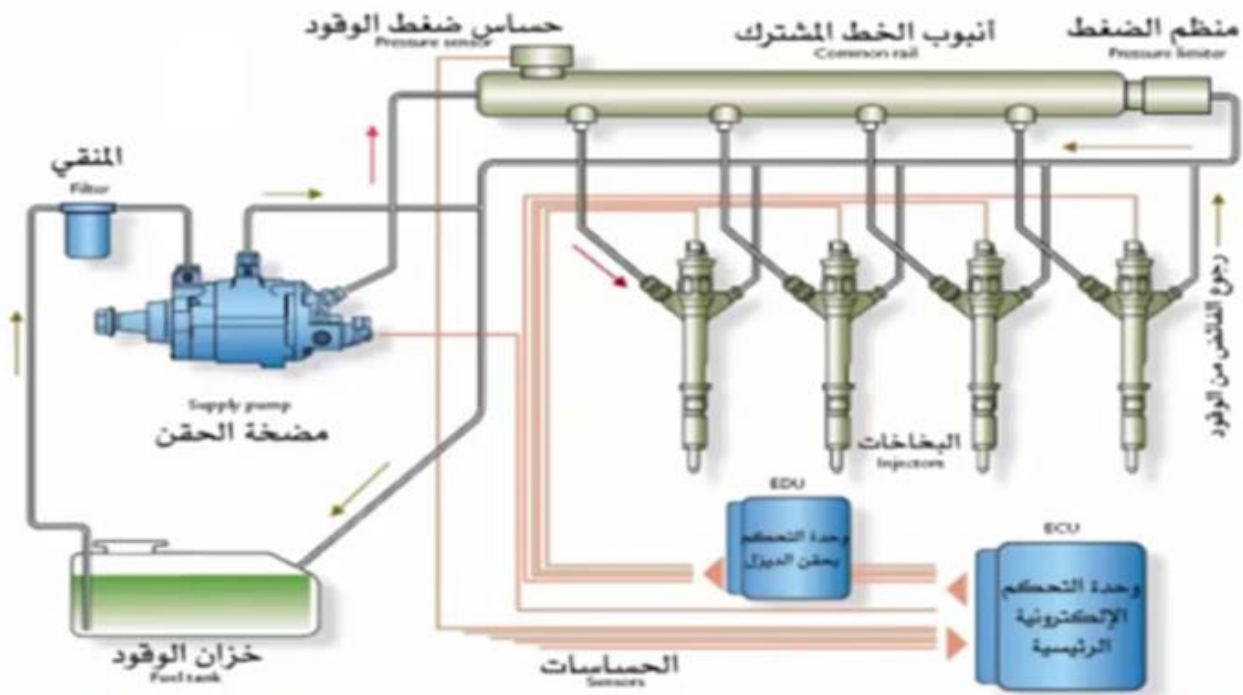 حساس ضغط الوقود
Pressure sensor
أنبوب الخط المشترك
Common rail
منظم الضغط
Pressure limiter
المنقي
Filter
Supply pump
مضخة الحقن
رجوع الفائض من الوقود
البخاخات
Injectors
EDU
وحدة التحكم
بحقن الديزل
ECU
وحدة التحكم
الإلكترونية
الرئيسية
خزان الوقود
Fuel tank
الحساسات
Sensors